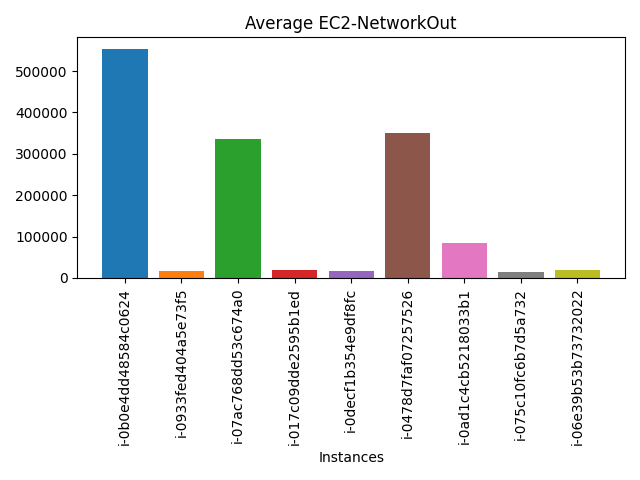 Average EC2-NetworkOut
500000
400000
300000
200000
100000
0
i-0b0e4dd48584c0624
i-0933fed404a5e73f5
i-07ac768dd53c674a0
i-017c09dde2595b1ed
i-0decf1b354e9df8fc
i-0478d7faf07257526
i-0ad1c4cb5218033b1
i-075c10fc6b7d5a732
i-06e39b53b73732022
Instances